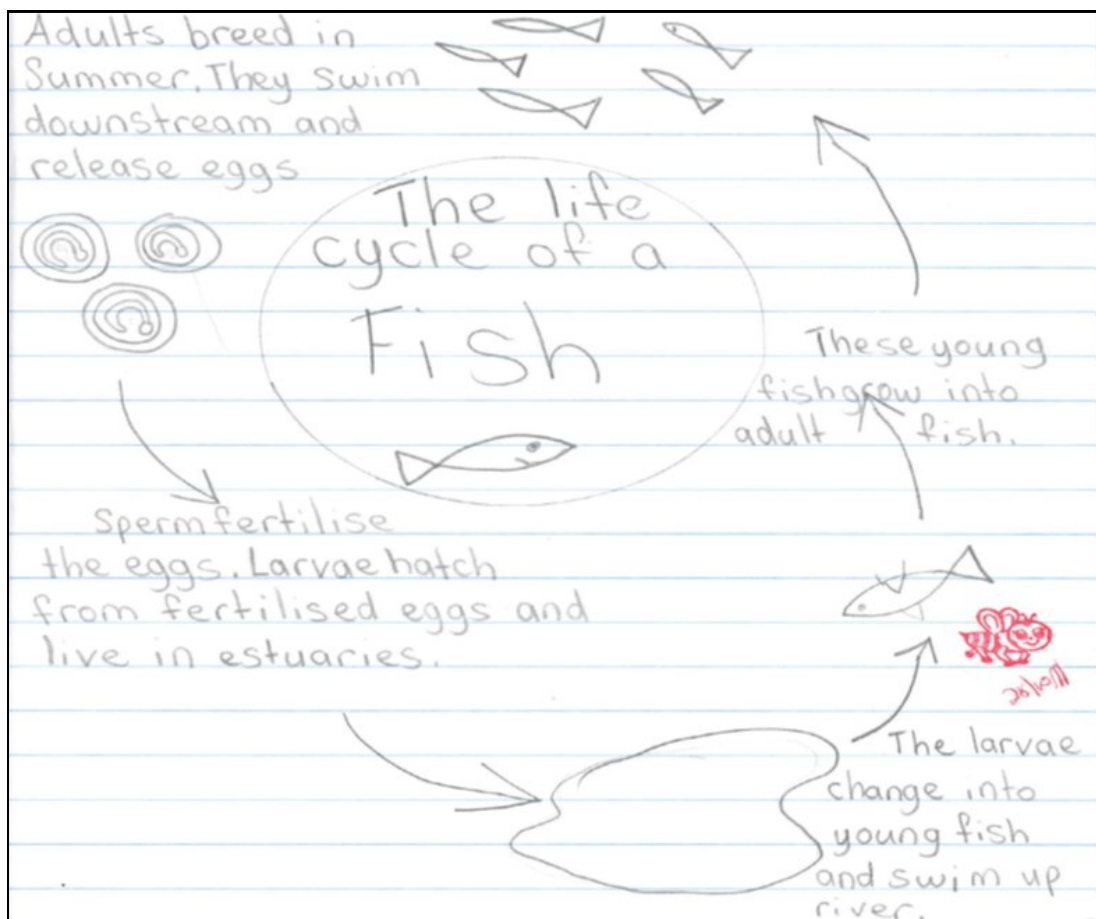 Adults breed in
Summer. They swim
downstream and
release eggs
The life
cycle of a
Fish
Sperm fertilise
the eggs. Larvae hatch
from fertilised eggs and
live in estuaries.
The larvae
change into
young fish
and swim up
river.
These young
fish grow into
adult fish.